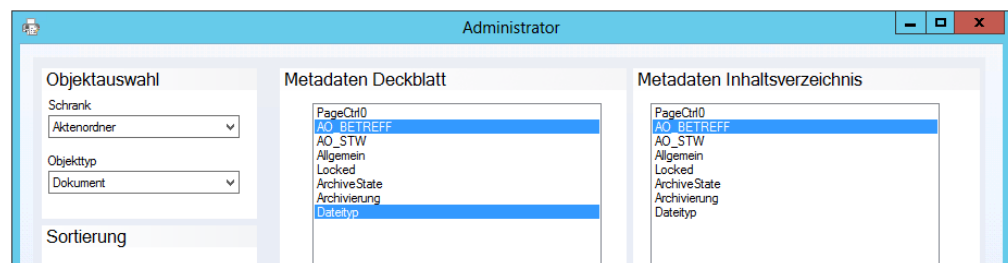 Administrator
Objektauswahl
Schrank
Aktenordner
Objekttyp
Dokument
Sortierung
Metadaten Deckblatt
PageCtrl0
AO_BETREFF
AO_STW
Allgemein
Locked
ArchiveState
Archivierung
Dateityp
Metadaten Inhaltsverzeichnis
PageCtrl0
AO_BETREFF
AO_STW
Allgemein
Locked
ArchiveState
Archivierung
Dateityp